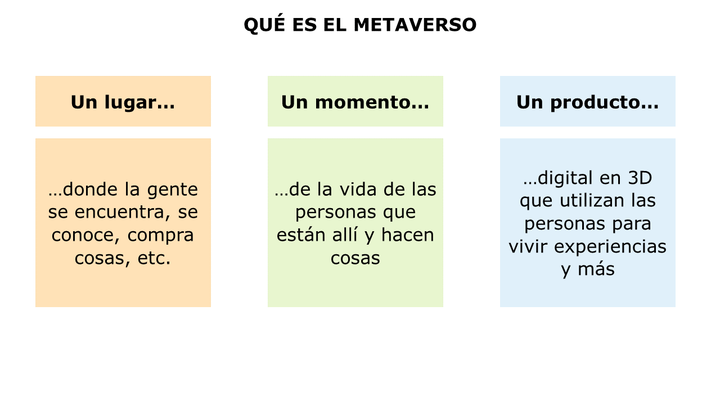 QUÉ ES EL METAVERSO
Un lugar...
...donde la gente
se encuentra, se
conoce, compra
cosas, etc.
Un momento...
...de la vida de las
personas que
están allí y hacen
cosas
Un producto...
...digital en 3D
que utilizan las
personas para
vivir experiencias
y más